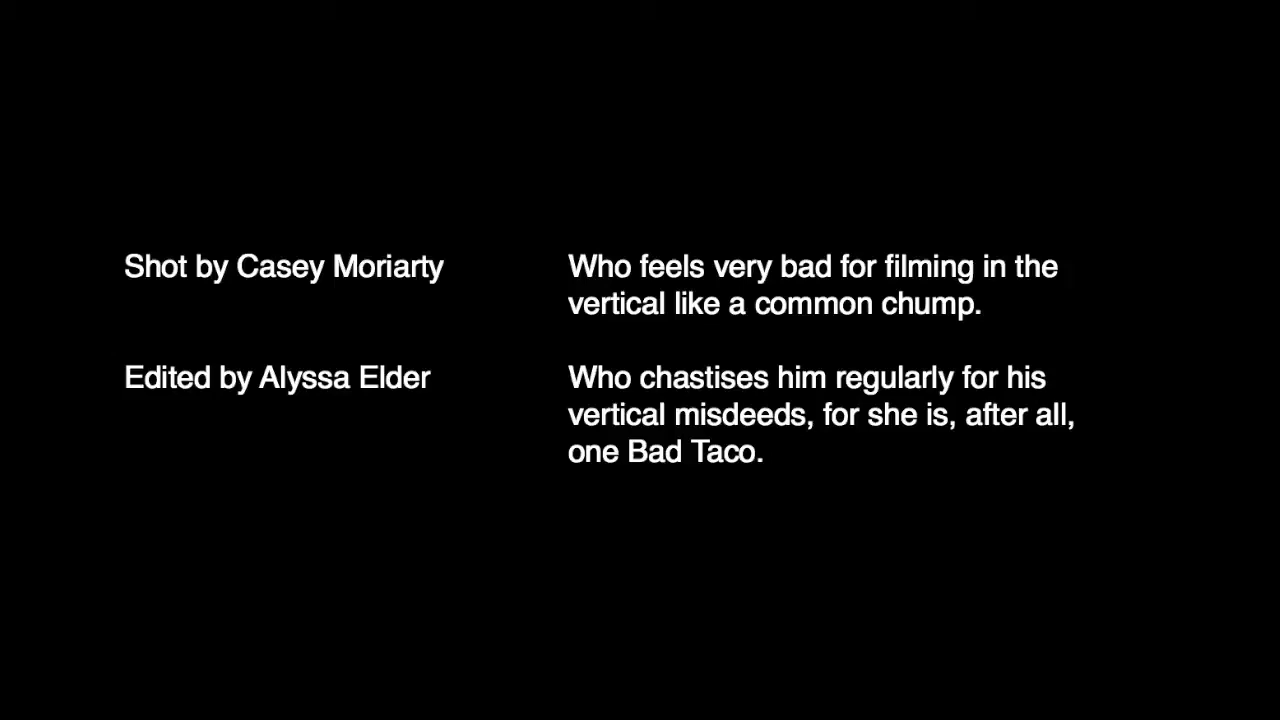 Shot by Casey Moriarty Who feels very bad for filming in the
vertical like a common chump.
Edited by Alyssa Elder Who chastises him regularly for his
vertical misdeeds, for she is, after all,
one Bad Taco.